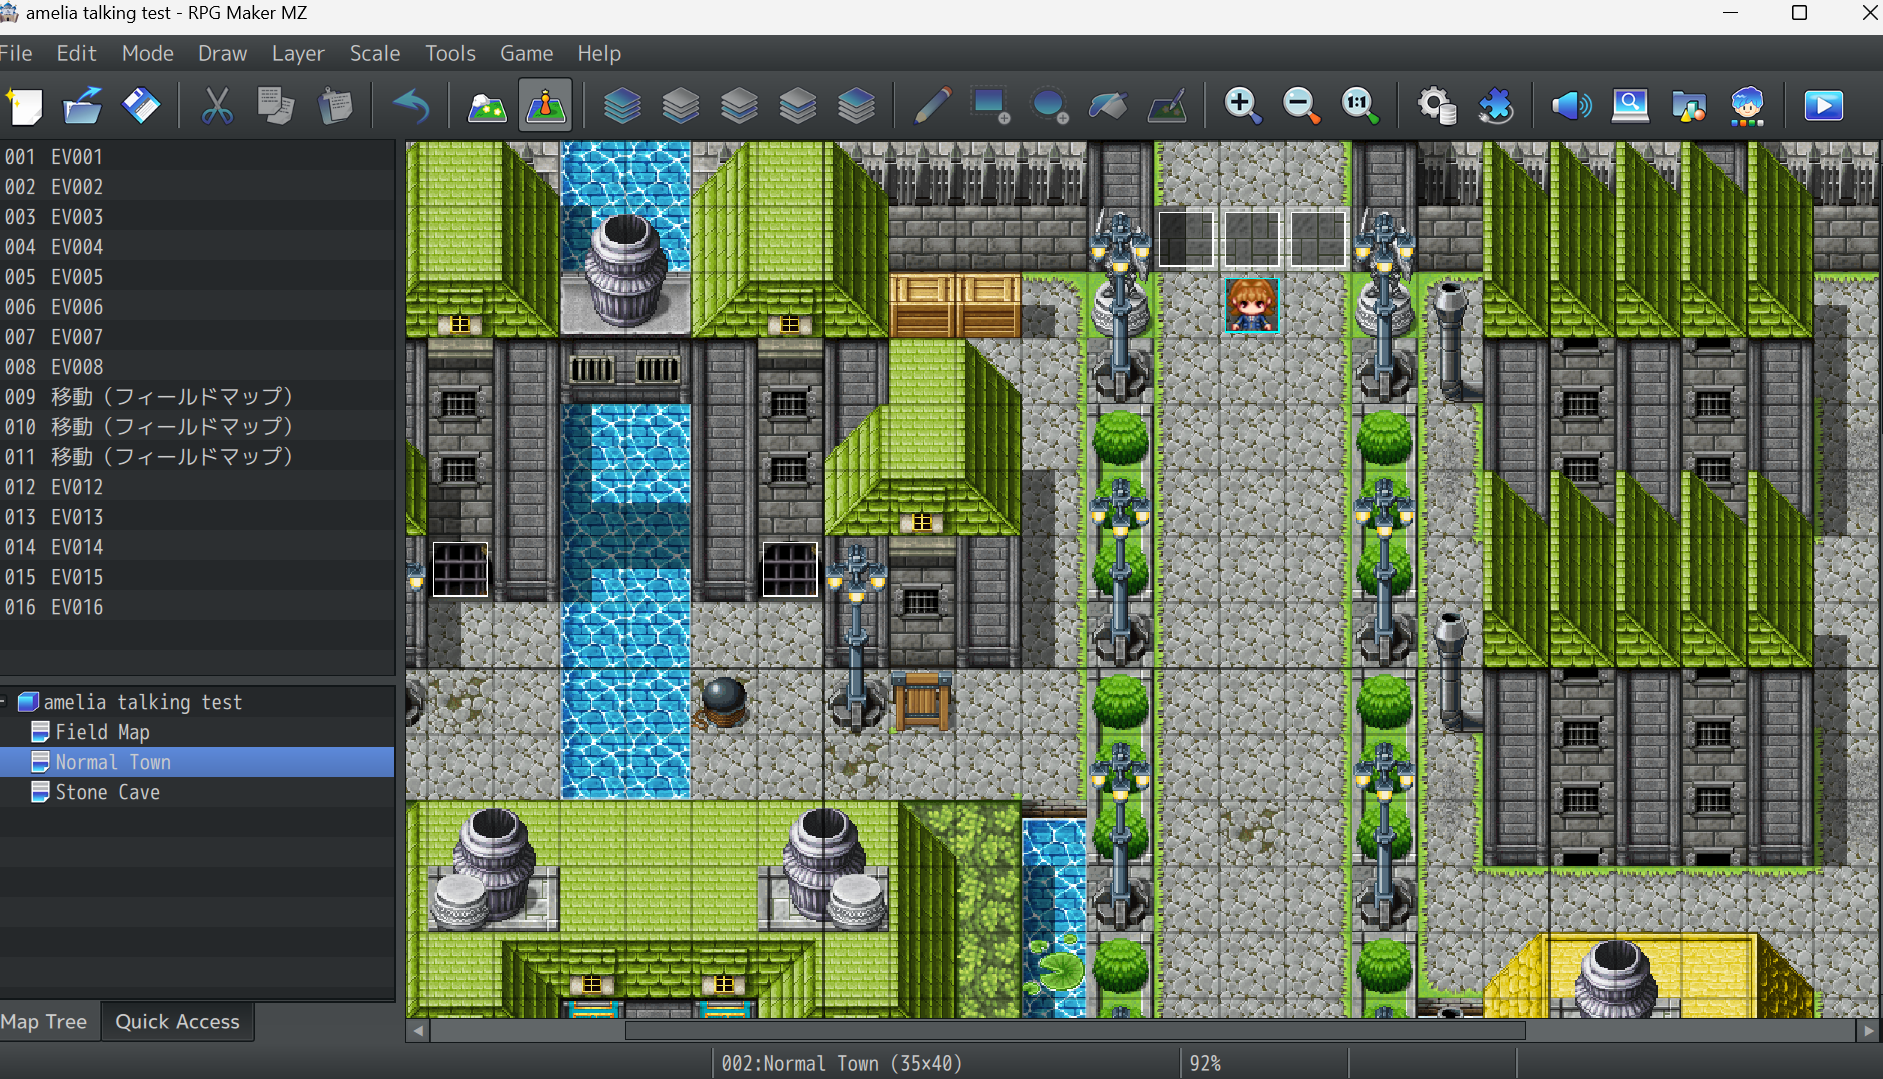 amelia talking test - RPG Maker MZ
File Edit Mode Draw Layer Scale Tools Game Help
1:1
001 EV001
002 EV002
003 EV003
004 EV004
005 EV005
006 EV006
007 EV007
008 EV008
009 移動（フィールドマップ）
010 移動（フィールドマップ）
011 移動（フィールドマップ）
012 EV012
013 EV013
014 EV014
015 EV015
016 EV016
amelia talking test
Field Map
Normal Town
Stone Cave
Map Tree Quick Access
002:Normal Town (35x40) 92%